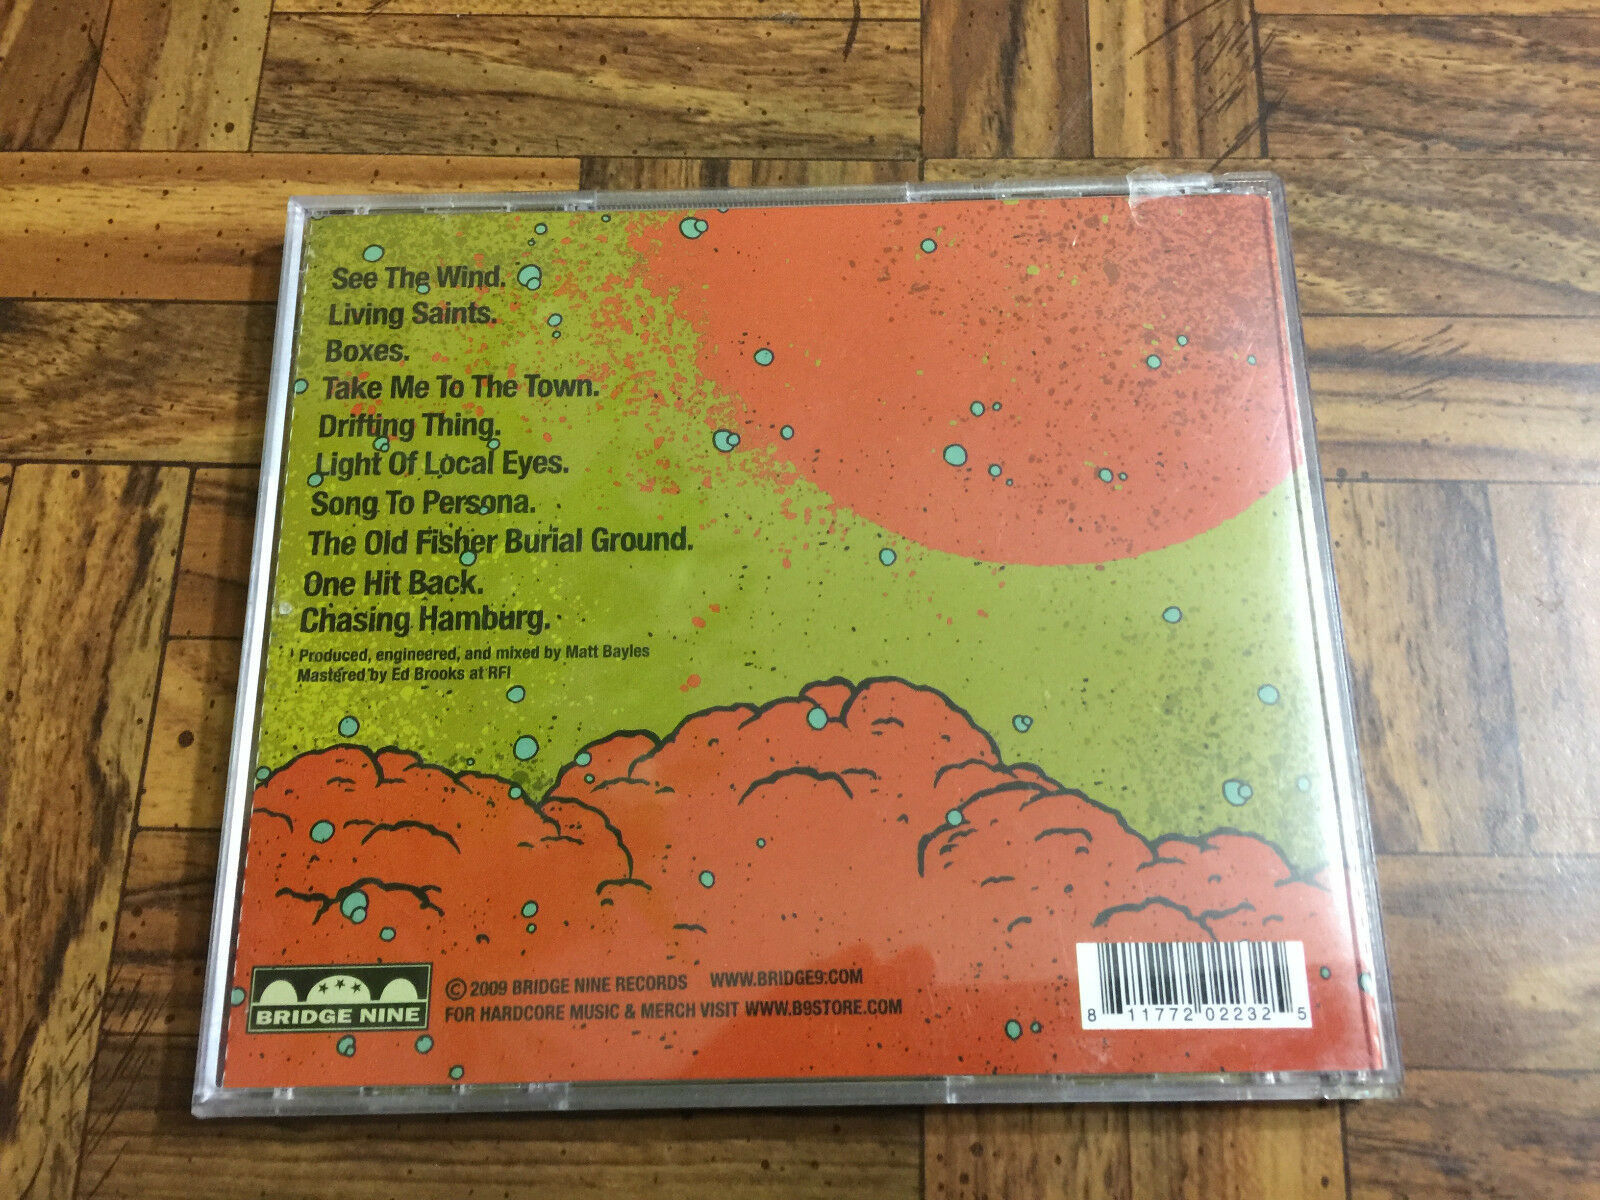 See The Wind.
Living Saints.
Boxes.
Take Me To The Town.
Drifting Thing.
Light Of Local Eyes.
Song To Persona.
The Old Fisher Burial Ground.
One Hit Back.
Chasing Hamburg.
Produced, engineered, and mixed by Matt Bayles
Mastered by Ed Brooks at RFI
BRIDGE NINE
© 2009 BRIDGE NINE RECORDS WWW.BRIDGE9.COM
FOR HARDCORE MUSIC & MERCH VISIT WWW.B9STORE.COM
8 11772 02232 5